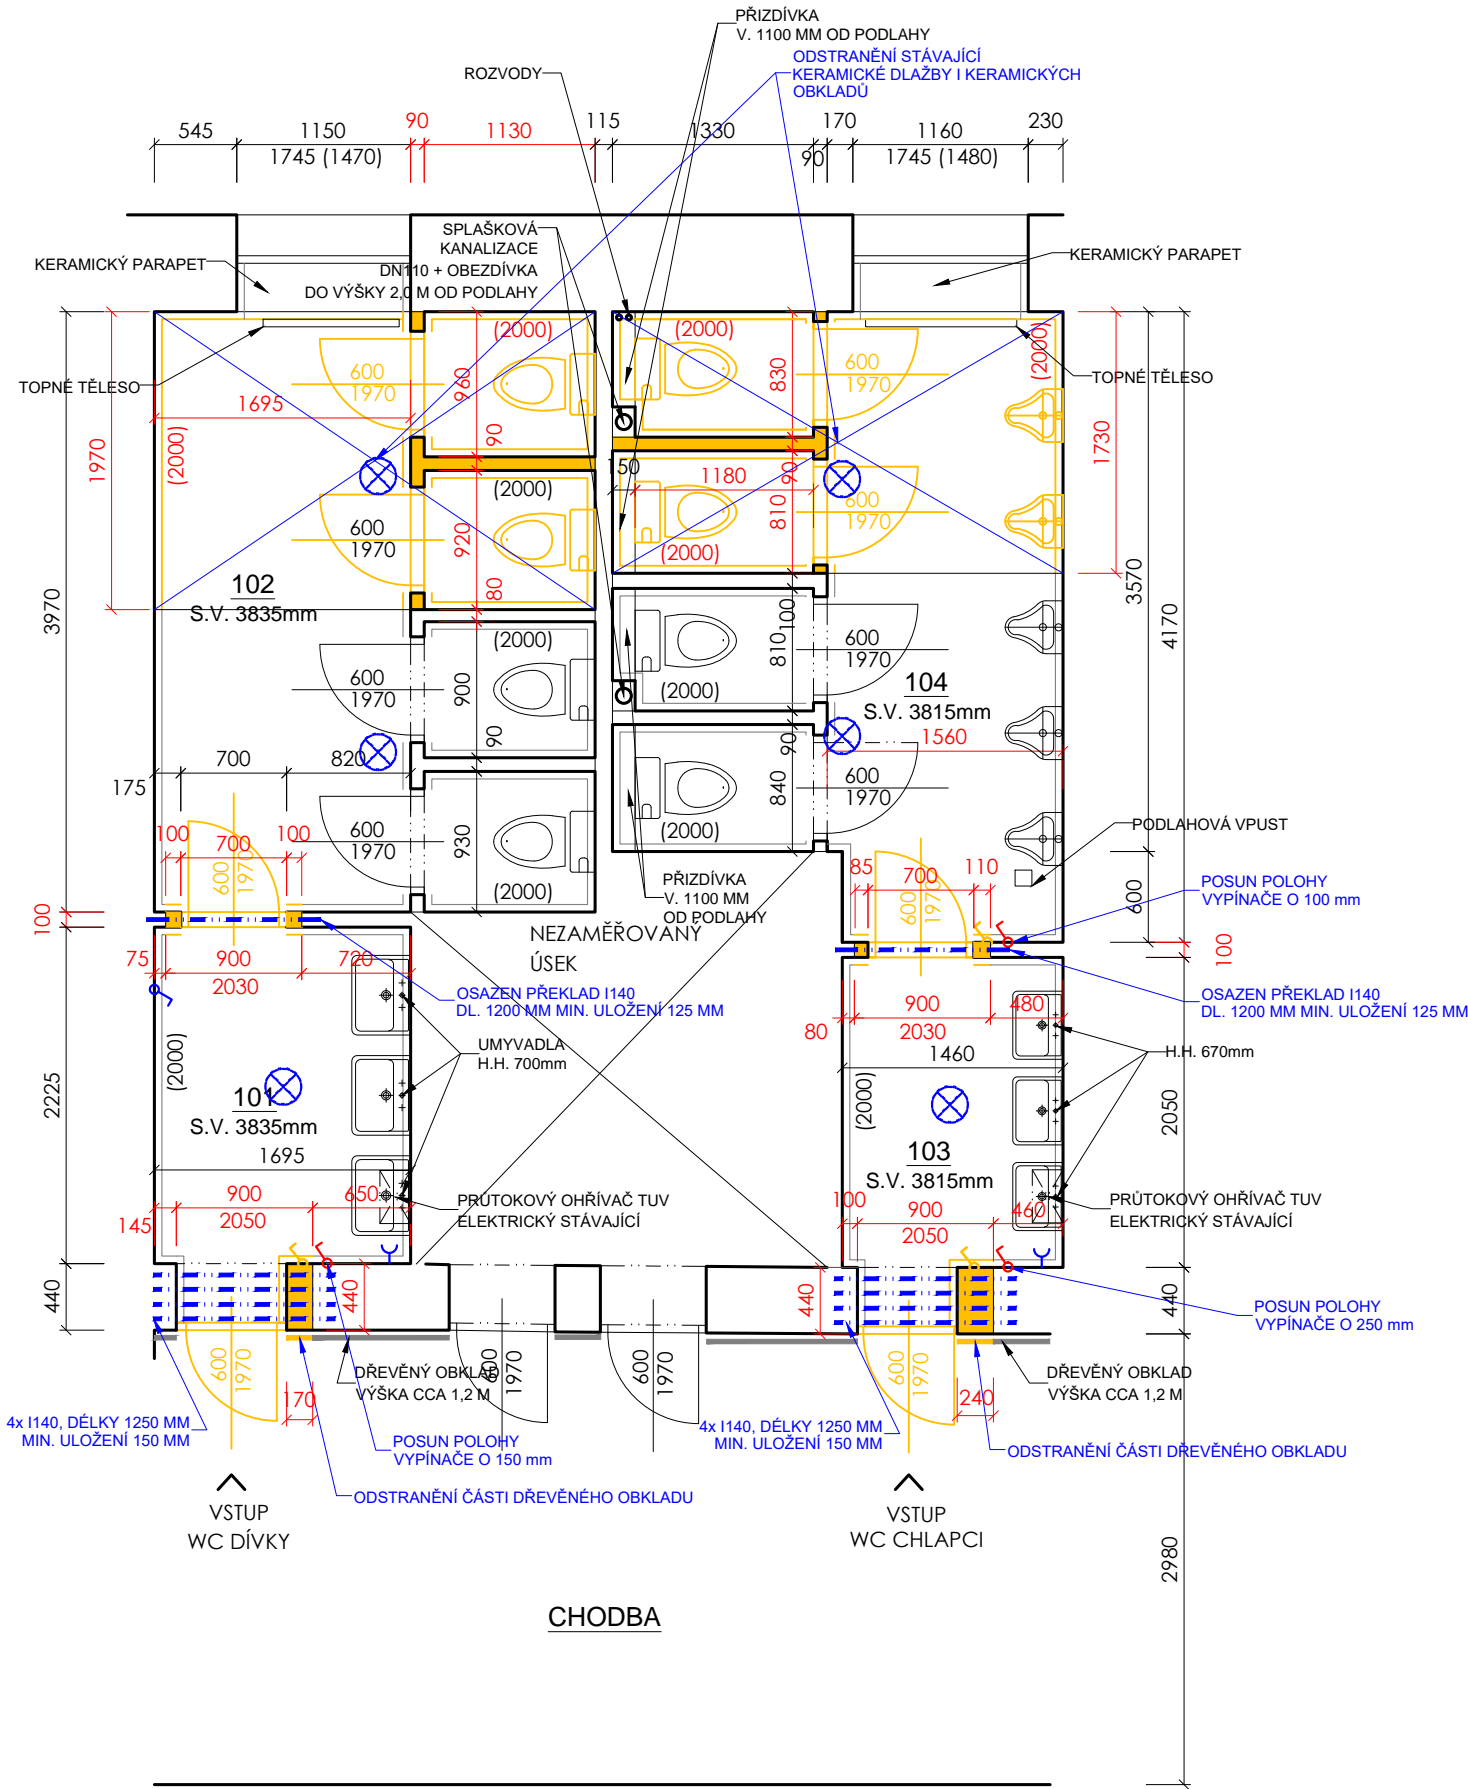 PŘIZDÍVKA
V. 1100 MM OD PODLAHY
ODSTRANĚNÍ STÁVAJÍCÍ
KERAMICKÉ DLAŽBY I KERAMICKÝCH
OBKLADŮ
ROZVODY
545
1150
90
1130
115
1330
170
1160
230
1745 (1470)
90
1745 (1480)
SPLAŠKOVÁ
KANALIZACE
DN110 + OBEZDÍVKA
DO VÝŠKY 2,0 M OD PODLAHY
KERAMICKÝ PARAPET
KERAMICKÝ PARAPET
(2000)
(2000)
(2000)
600
1970
960
830
600
1970
TOPNÉ TĚLESO
TOPNÉ TĚLESO
1695
1970
(2000)
90
1730
150
1180
90
(2000)
600
1970
920
810
600
1970
(2000)
3970
102
S.V. 3835mm
80
3570
4170
(2000)
100
600
1970
900
810
600
1970
(2000)
104
S.V. 3815mm
1560
90
90
175
700
820
600
1970
930
840
600
1970
(2000)
(2000)
PODLAHOVÁ VPUST
100
700
100
600
1970
PŘIZDÍVKA
V. 1100 MM
OD PODLAHY
85
700
110
600
1970
600
POSUN POLOHY
VYPÍNAČE O 100 mm
100
NEZAMĚŘOVANÝ
ÚSEK
100
75
900
720
2030
OSAZEN PŘEKLAD I140
DL. 1200 MM MIN. ULOŽENÍ 125 MM
OSAZEN PŘEKLAD I140
DL. 1200 MM MIN. ULOŽENÍ 125 MM
80
900
480
2030
UMYVADLA
H.H. 700mm
1460
H.H. 670mm
(2000)
(2000)
2225
2050
101
S.V. 3835mm
1695
103
S.V. 3815mm
145
900
650
2050
PRŮTOKOVÝ OHŘÍVAČ TUV
ELEKTRICKÝ STÁVAJÍCÍ
100
900
460
2050
PRŮTOKOVÝ OHŘÍVAČ TUV
ELEKTRICKÝ STÁVAJÍCÍ
440
440
440
440
POSUN POLOHY
VYPÍNAČE O 250 mm
600
1970
DŘEVĚNÝ OBKLAD
VÝŠKA CCA 1,2 M
600
1970
600
1970
600
1970
DŘEVĚNÝ OBKLAD
VÝŠKA CCA 1,2 M
170
240
4x I140, DÉLKY 1250 MM
MIN. ULOŽENÍ 150 MM
POSUN POLOHY
VYPÍNAČE O 150 mm
4x I140, DÉLKY 1250 MM
MIN. ULOŽENÍ 150 MM
ODSTRANĚNÍ ČÁSTI DŘEVĚNÉHO OBKLADU
ODSTRANĚNÍ ČÁSTI DŘEVĚNÉHO OBKLADU
VSTUP
WC DÍVKY
VSTUP
WC CHLAPCI
2980
CHODBA